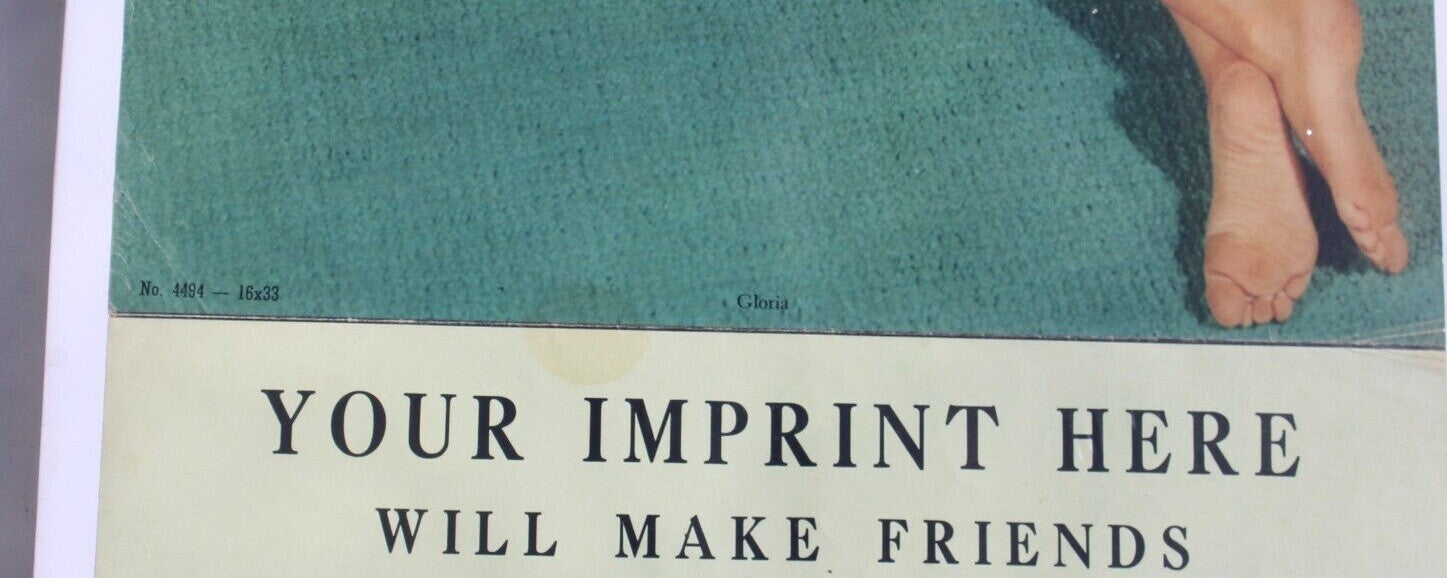 No. 4494 — 16x33
Gloria
YOUR IMPRINT HERE
WILL MAKE FRIENDS